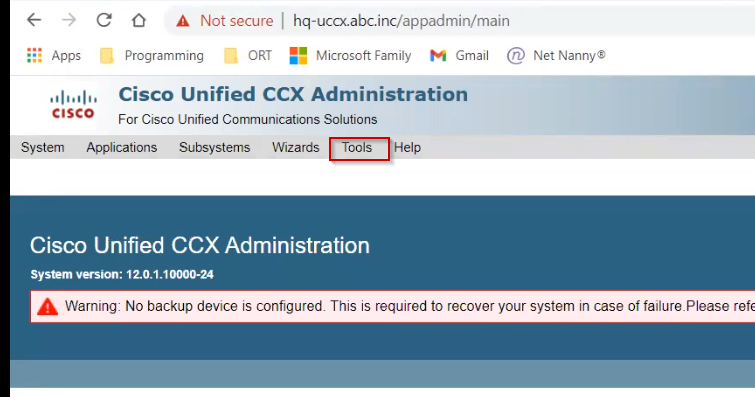 Not secure | hq-uccx.abc.inc/appadmin/main
Apps Programming ORT Microsoft Family Gmail Net Nanny®
CISCO
Cisco Unified CCX Administration
For Cisco Unified Communications Solutions
System Applications Subsystems Wizards Tools Help
Cisco Unified CCX Administration
System version: 12.0.1.10000-24
Warning: No backup device is configured. This is required to recover your system in case of failure.Please refe